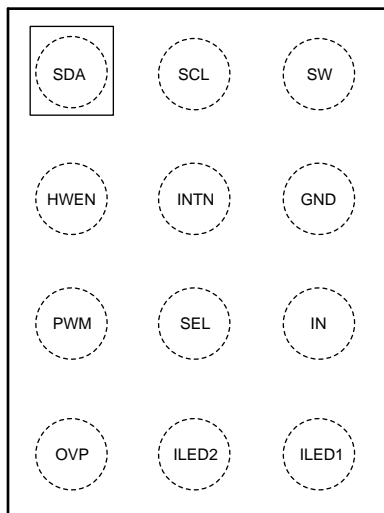 SDA SCL SW
HWEN INTN GND
PWM SEL IN
OVP ILED2 ILED1